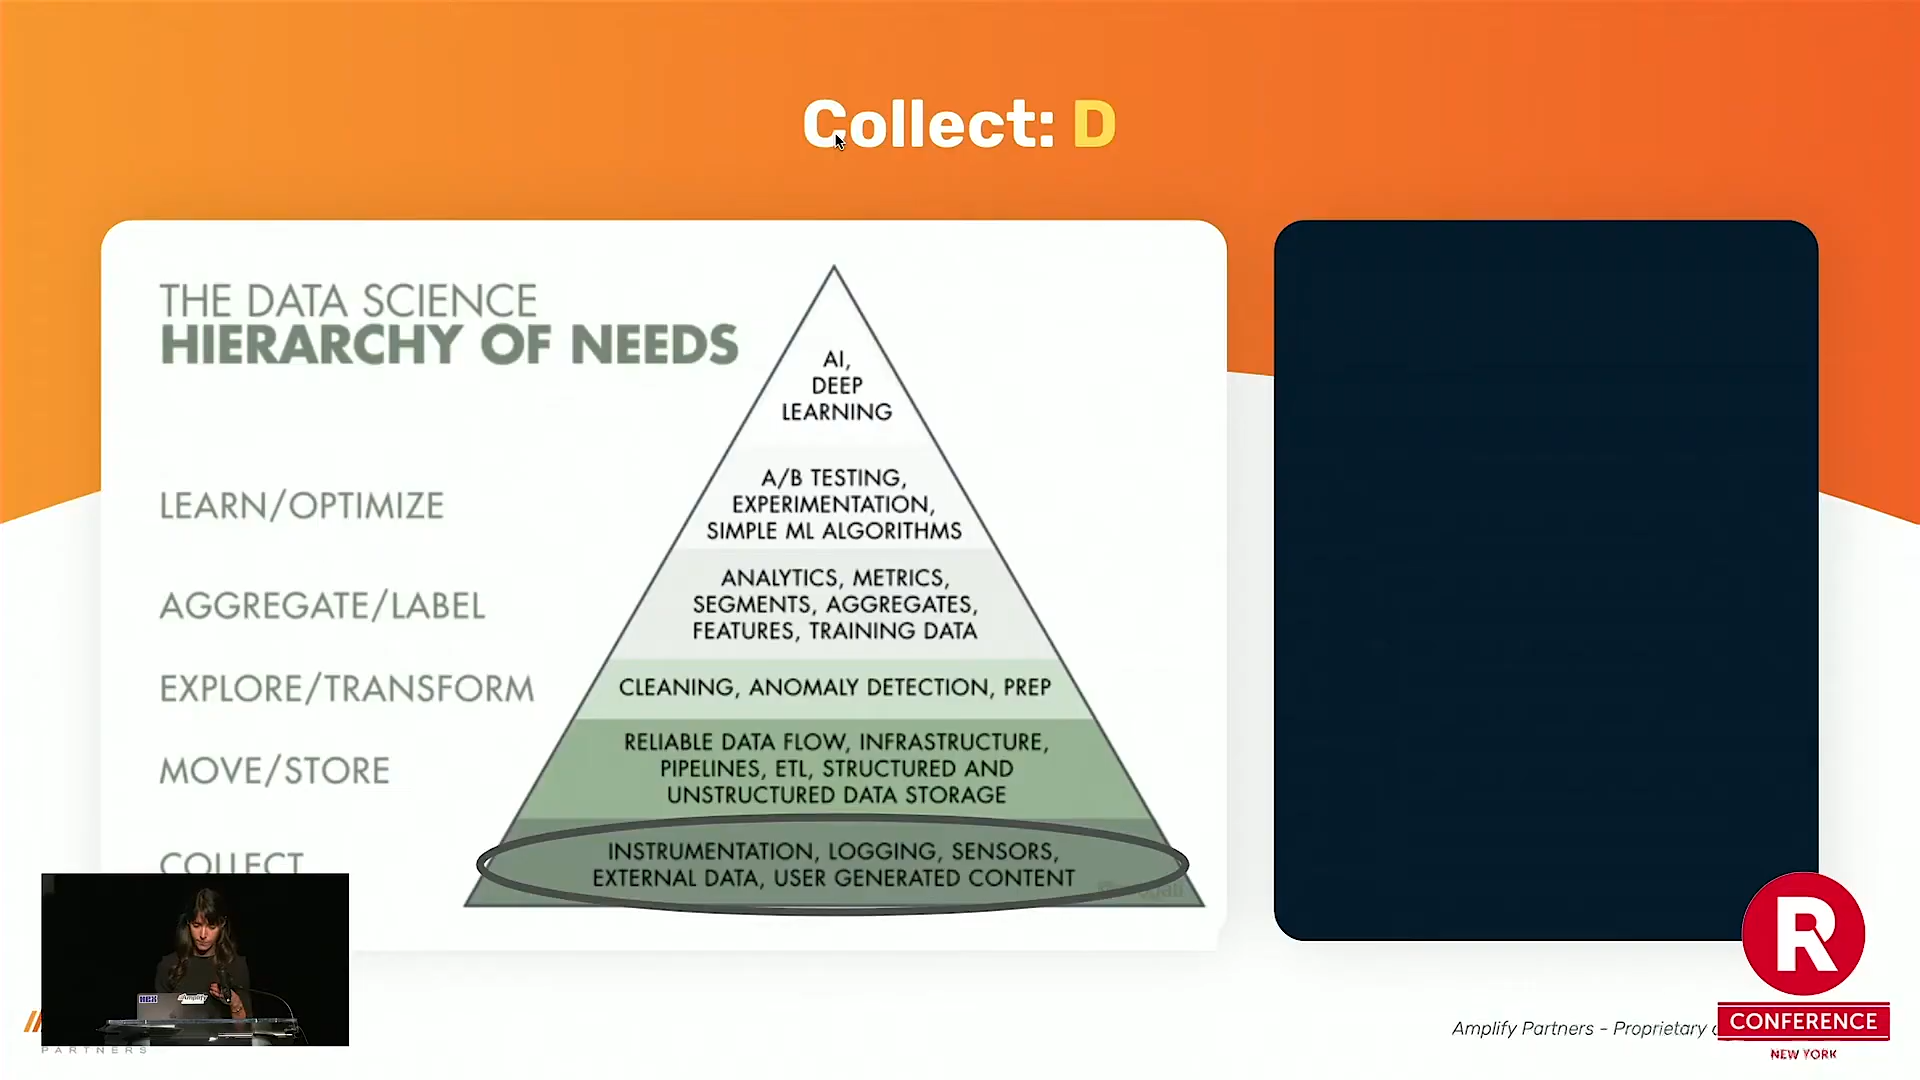 Collect: D
THE DATA SCIENCE
HIERARCHY OF NEEDS
AI,
DEEP
LEARNING
LEARN/OPTIMIZE
A/B TESTING,
EXPERIMENTATION,
SIMPLE ML ALGORITHMS
AGGREGATE/LABEL
ANALYTICS, METRICS,
SEGMENTS, AGGREGATES,
FEATURES, TRAINING DATA
EXPLORE/TRANSFORM
CLEANING, ANOMALY DETECTION, PREP
MOVE/STORE
RELIABLE DATA FLOW, INFRASTRUCTURE,
PIPELINES, ETL, STRUCTURED AND
UNSTRUCTURED DATA STORAGE
COLLECT
INSTRUMENTATION, LOGGING, SENSORS,
EXTERNAL DATA, USER GENERATED CONTENT
HEX
Amplify
PARTNERS
Amplify Partners - Proprietary
R
CONFERENCE
NEW YORK